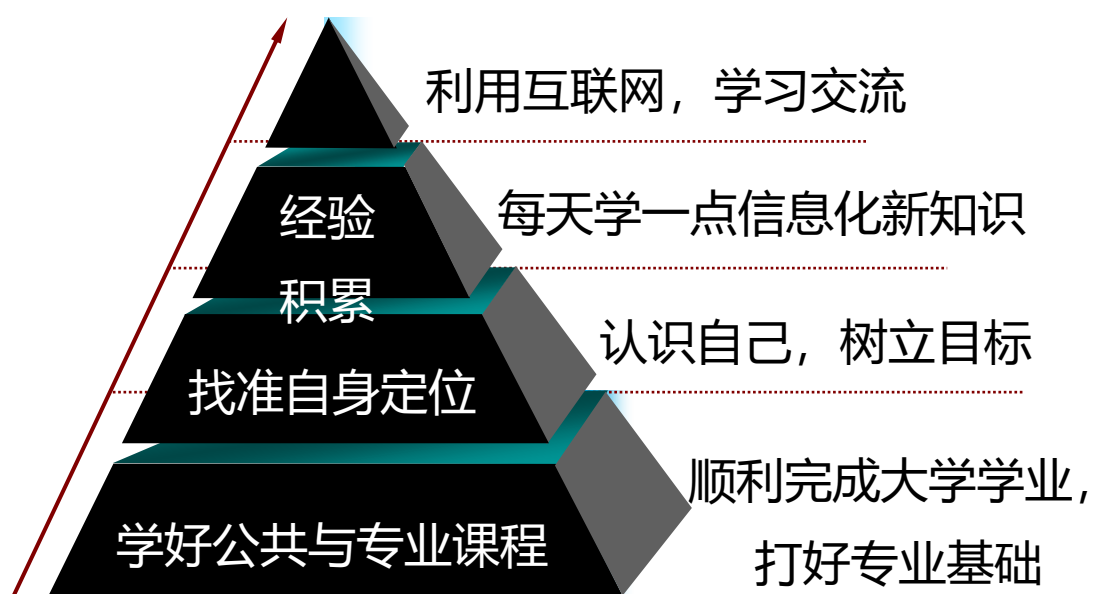 利用互联网，学习交流
经验
积累
每天学一点信息化新知识
找准自身定位
认识自己，树立目标
学好公共与专业课程
顺利完成大学学业，
打好专业基础